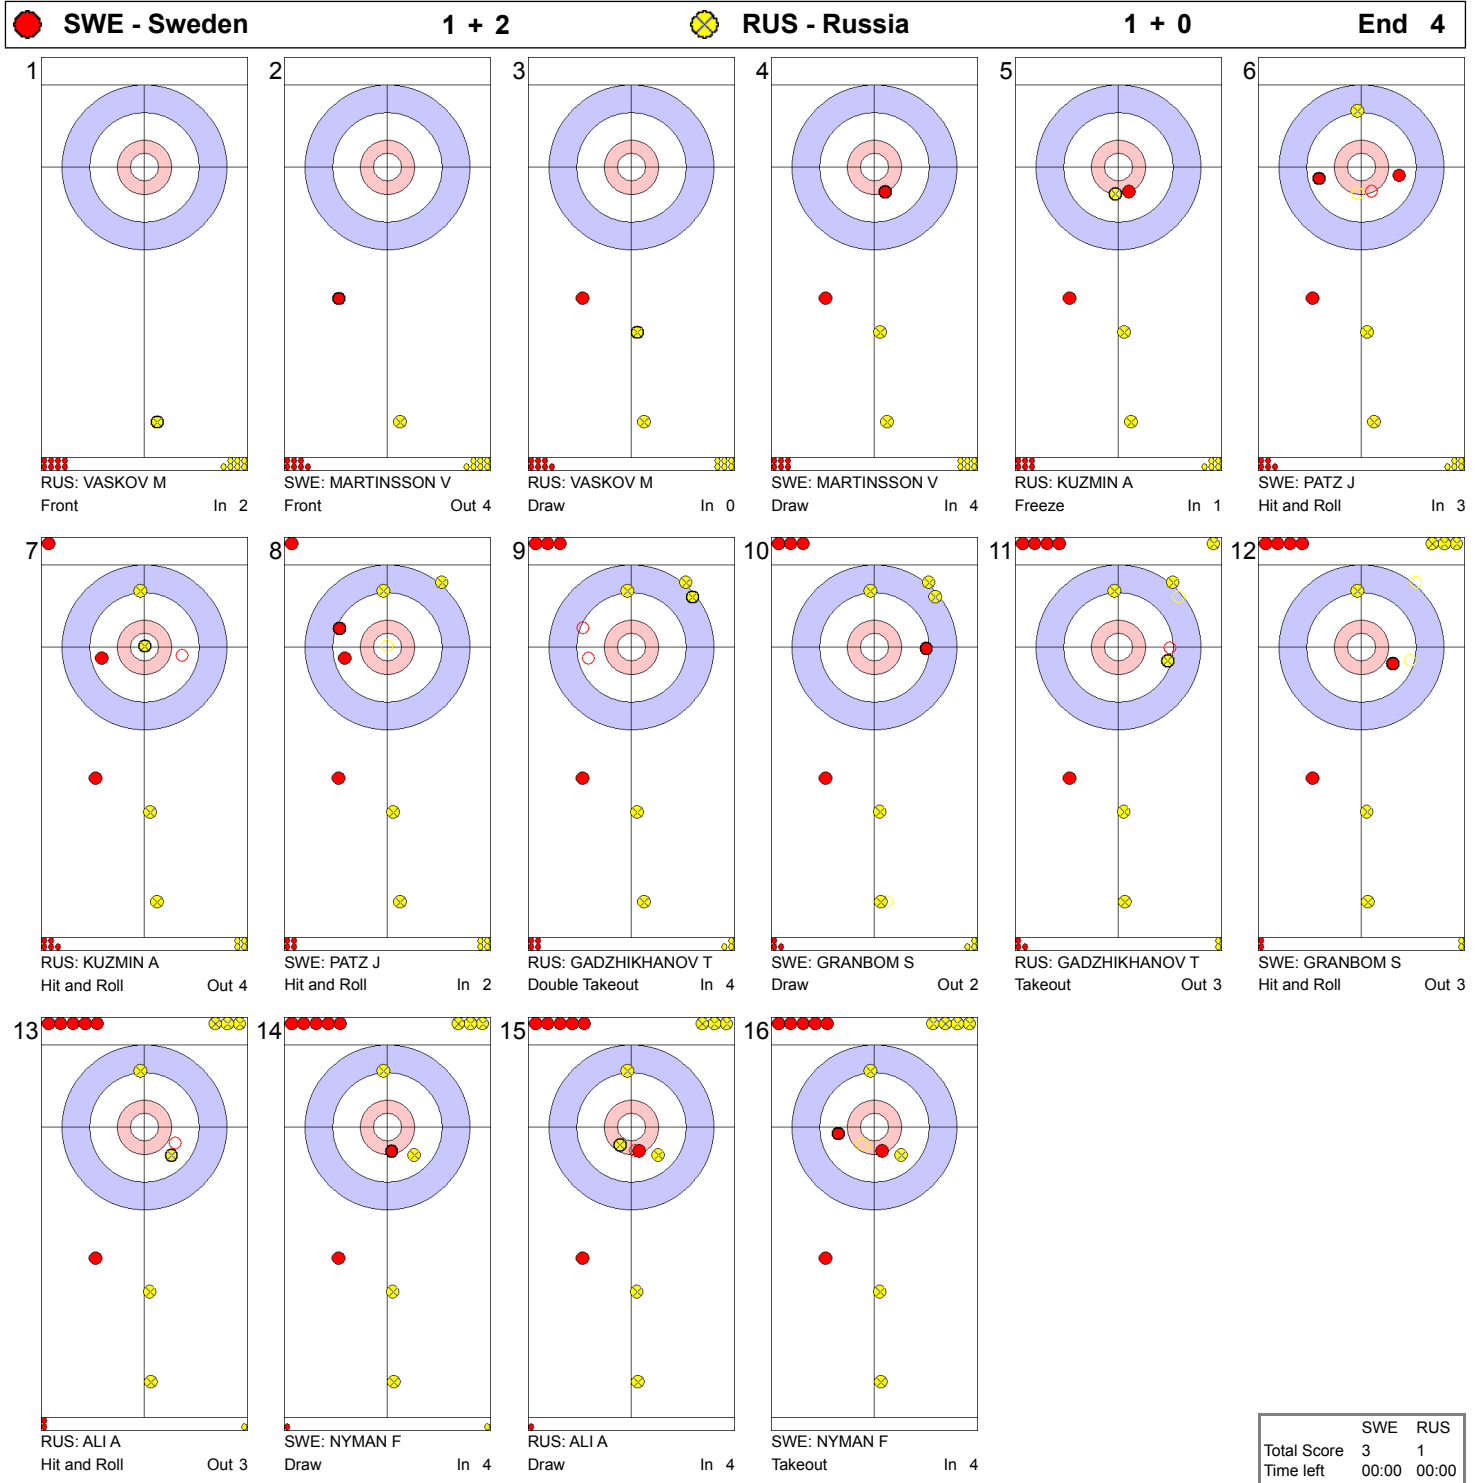 SWE - Sweden 1 + 2 RUS - Russia 1 + 0 End 4
1 2 3 4 5 6
RUS: VASKOV M SWE: MARTINSSON V RUS: VASKOV M SWE: MARTINSSON V RUS: KUZMIN A SWE: PATZ J
Front In 2 Front Out 4 Draw In 0 Draw In 4 Freeze In 1 Hit and Roll In 3
7 8 9 10 11 12
RUS: KUZMIN A SWE: PATZ J RUS: GADZHIKHANOV T SWE: GRANBOM S RUS: GADZHIKHANOV T SWE: GRANBOM S
Hit and Roll Out 4 Hit and Roll In 2 Double Takeout In 4 Draw Out 2 Takeout Out 3 Hit and Roll Out 3
13 14 15 16
RUS: ALI A SWE: NYMAN F RUS: ALI A SWE: NYMAN F
Hit and Roll Out 3 Draw In 4 Draw In 4 Takeout In 4
SWE RUS
Total Score 3 1
Time left 00:00 00:00